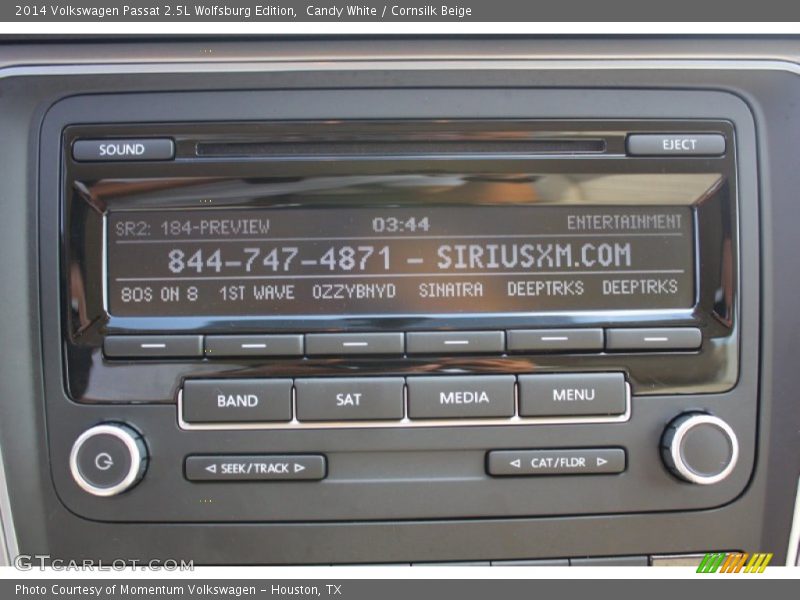 2014 Volkswagen Passat 2.5L Wolfsburg Edition,  Candy White / Cornsilk Beige
SOUND
EJECT
SR2: 184-PREVIEW 03:44 ENTERTAINMENT
844-747-4871 - SIRIUSXM.COM
80S ON 8 1ST WAVE OZZYBNYD SINATRA DEEPTRKS DEEPTRKS
BAND SAT MEDIA MENU
◁ SEEK/TRACK ▷ ◁ CAT/FLDR ▷
GTCARLOT.COM
Photo Courtesy of Momentum Volkswagen - Houston, TX